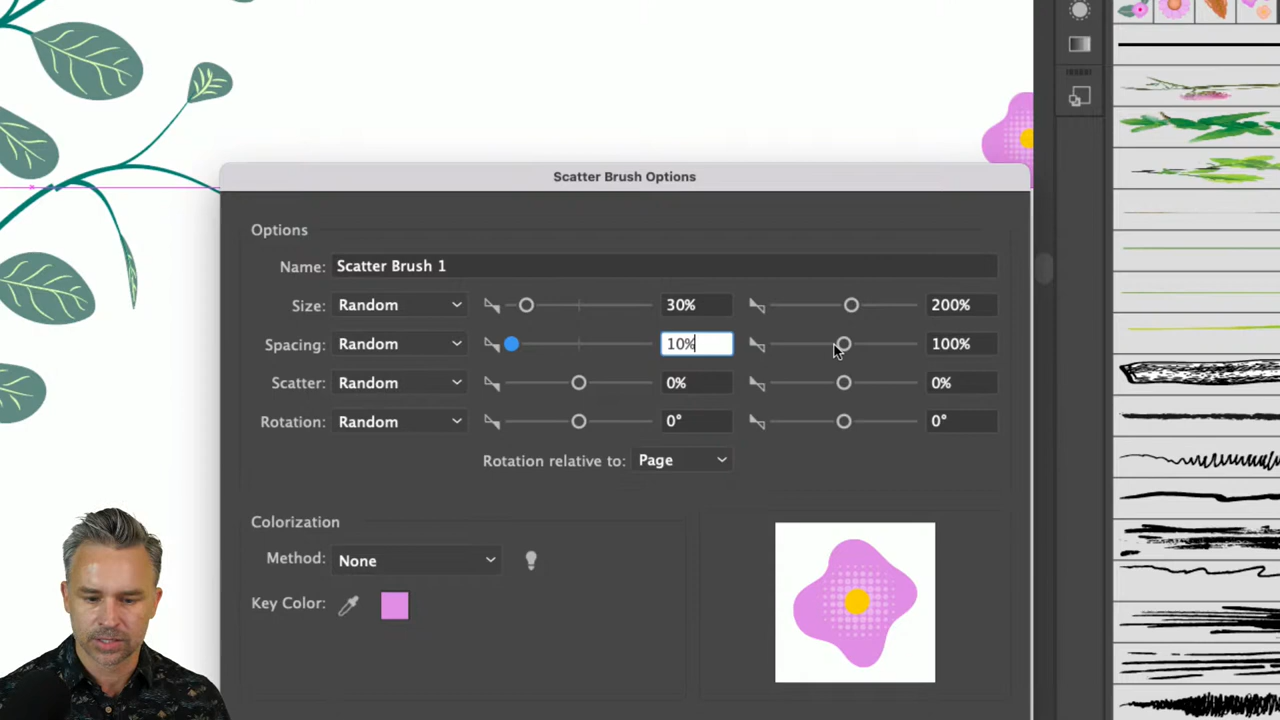 Scatter Brush Options
Options
Name: Scatter Brush 1
Size: Random 30% 200%
Spacing: Random 10% 100%
Scatter: Random 0% 0%
Rotation: Random 0° 0°
Rotation relative to: Page
Colorization
Method: None
Key Color: